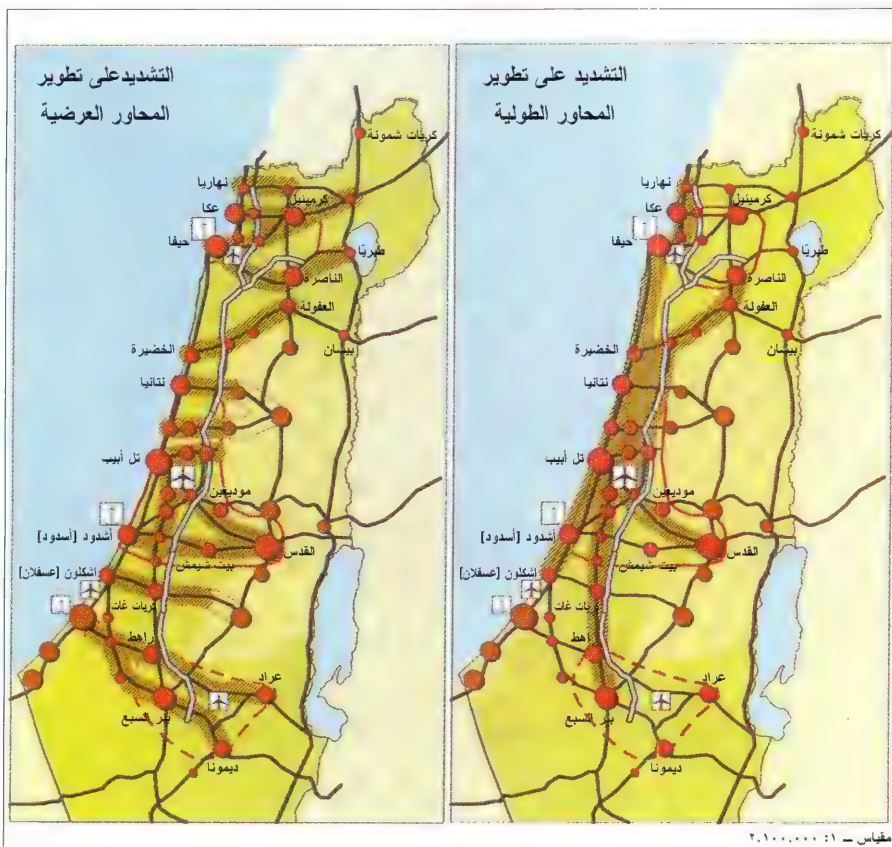 التشديد على تطوير
المحاور الطولية
كريات شمونة
نهاريا
عكا
كرميئيل
حيفا
طبريا
الناصرة
العفولة
الخضيرة
بيسان
نتانيا
تل أبيب
موديعين
أشدود [أسدود]
القدس
بيت شيمش
أشكلون [عسقلان]
كريات غات
راهط
عراد
بئر السبع
ديمونا
التشديد على تطوير
المحاور العرضية
كريات شمونة
نهاريا
عكا
كرميئيل
حيفا
طبريا
الناصرة
العفولة
الخضيرة
بيسان
نتانيا
تل أبيب
موديعين
أشدود [أسدود]
القدس
بيت شيمش
أشكلون [عسقلان]
كريات غات
راهط
عراد
بئر السبع
ديمونا
مقياس ــ ١: ٢.١٠٠.٠٠٠